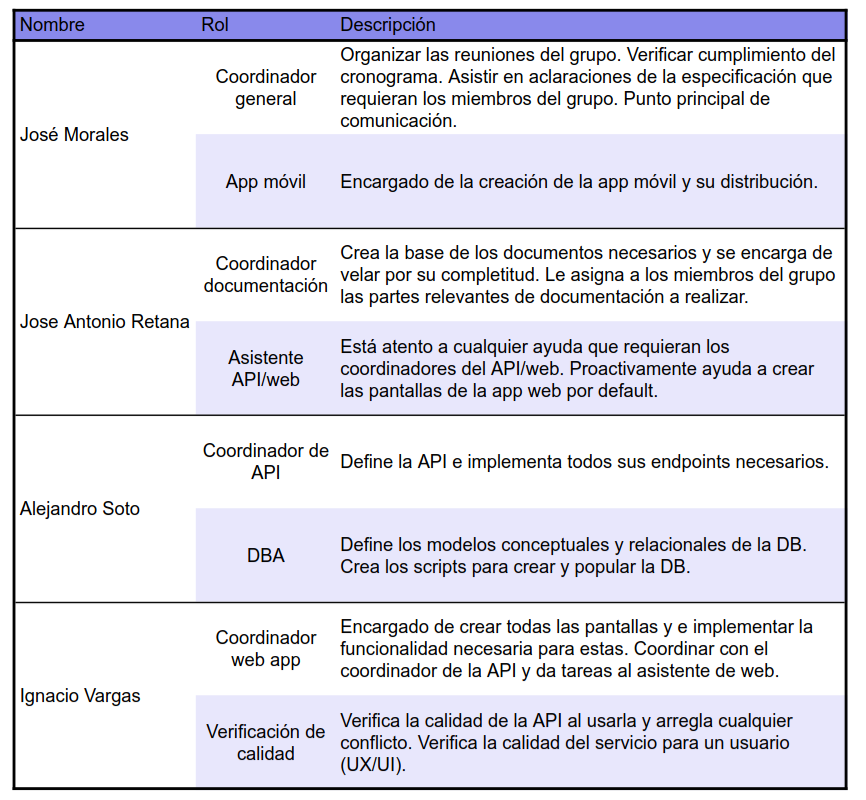 Nombre Rol Descripción
Organizar las reuniones del grupo. Verificar cumplimiento del
Coordinador cronograma. Asistir en aclaraciones de la especificación que
general requieran los miembros del grupo. Punto principal de
comunicación.
José Morales
App móvil Encargado de la creación de la app móvil y su distribución.
Coordinador Crea la base de los documentos necesarios y se encarga de
documentación velar por su completitud. Le asigna a los miembros del grupo
las partes relevantes de documentación a realizar.
Jose Antonio Retana
Asistente Está atento a cualquier ayuda que requieran los
API/web coordinadores del API/web. Proactivamente ayuda a crear
las pantallas de la app web por default.
Coordinador de
API Define la API e implementa todos sus endpoints necesarios.
Alejandro Soto
DBA Define los modelos conceptuales y relacionales de la DB.
Crea los scripts para crear y popular la DB.
Coordinador Encargado de crear todas las pantallas y e implementar la
web app funcionalidad necesaria para estas. Coordinar con el
coordinador de la API y da tareas al asistente de web.
Ignacio Vargas
Verificación de Verifica la calidad de la API al usarla y arregla cualquier
calidad conflicto. Verifica la calidad del servicio para un usuario
(UX/UI).